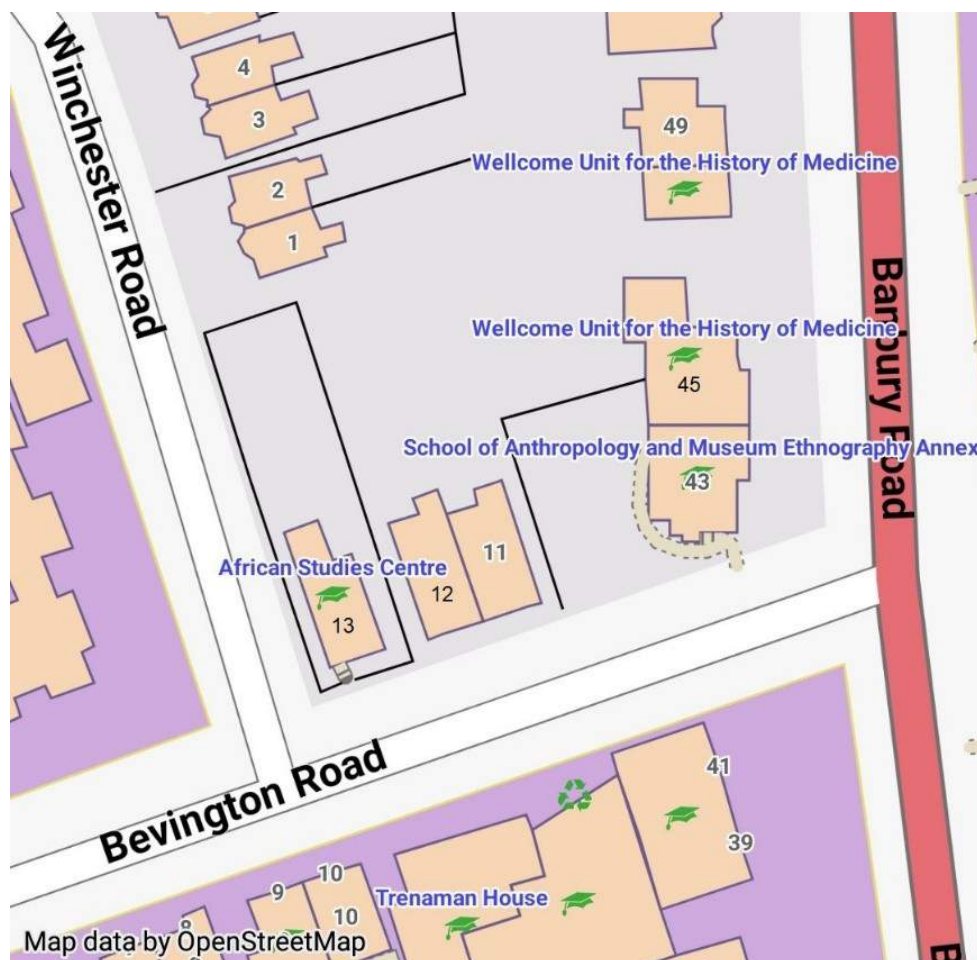 Winchester Road
4
3
2
1
49
Wellcome Unit for the History of Medicine
Wellcome Unit for the History of Medicine
45
School of Anthropology and Museum Ethnography Annex
43
Banbury Road
11
12
African Studies Centre
13
Bevington Road
41
39
10
9
10
8
Trenaman House
Map data by OpenStreetMap
B
B